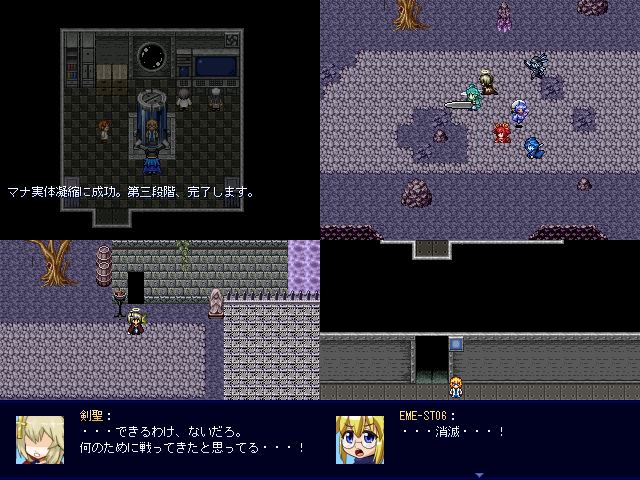 マナ実体凝縮に成功。第三段階、完了します。
剣聖：
・・・できるわけ、ないだろ。
何のために戦ってきたと思ってる・・・！
EME-ST06：
・・・消滅・・・！